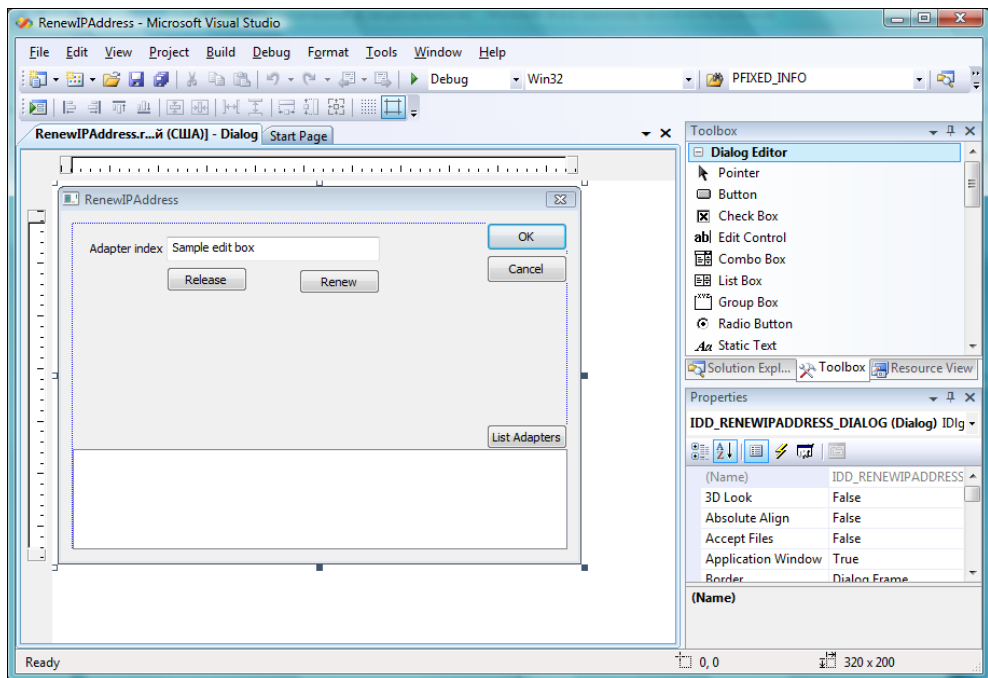 RenewIPAddress - Microsoft Visual Studio
File Edit View Project Build Debug Format Tools Window Help
Debug Win32 PFIXED_INFO
RenewIPAddress.r...й (США)] - Dialog Start Page
RenewIPAddress
Adapter index Sample edit box
OK
Release Renew
Cancel
List Adapters
Toolbox
Dialog Editor
Pointer
Button
Check Box
ab| Edit Control
Combo Box
List Box
XYZ Group Box
Radio Button
Aa Static Text
Solution Expl... Toolbox Resource View
Properties
IDD_RENEWIPADDRESS_DIALOG (Dialog) IDlg
(Name) IDD_RENEWIPADDRESS
3D Look False
Absolute Align False
Accept Files False
Application Window True
Border Dialog Frame
(Name)
Ready 0, 0 320 x 200